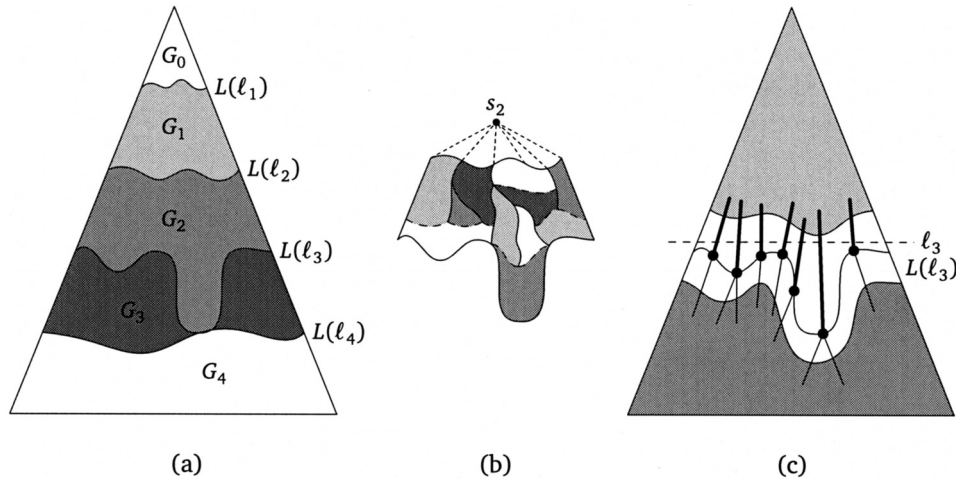 G₀
L(ℓ₁)
G₁
L(ℓ₂)
G₂
L(ℓ₃)
G₃
L(ℓ₄)
G₄
(a)
s₂
(b)
ℓ₃
L(ℓ₃)
(c)